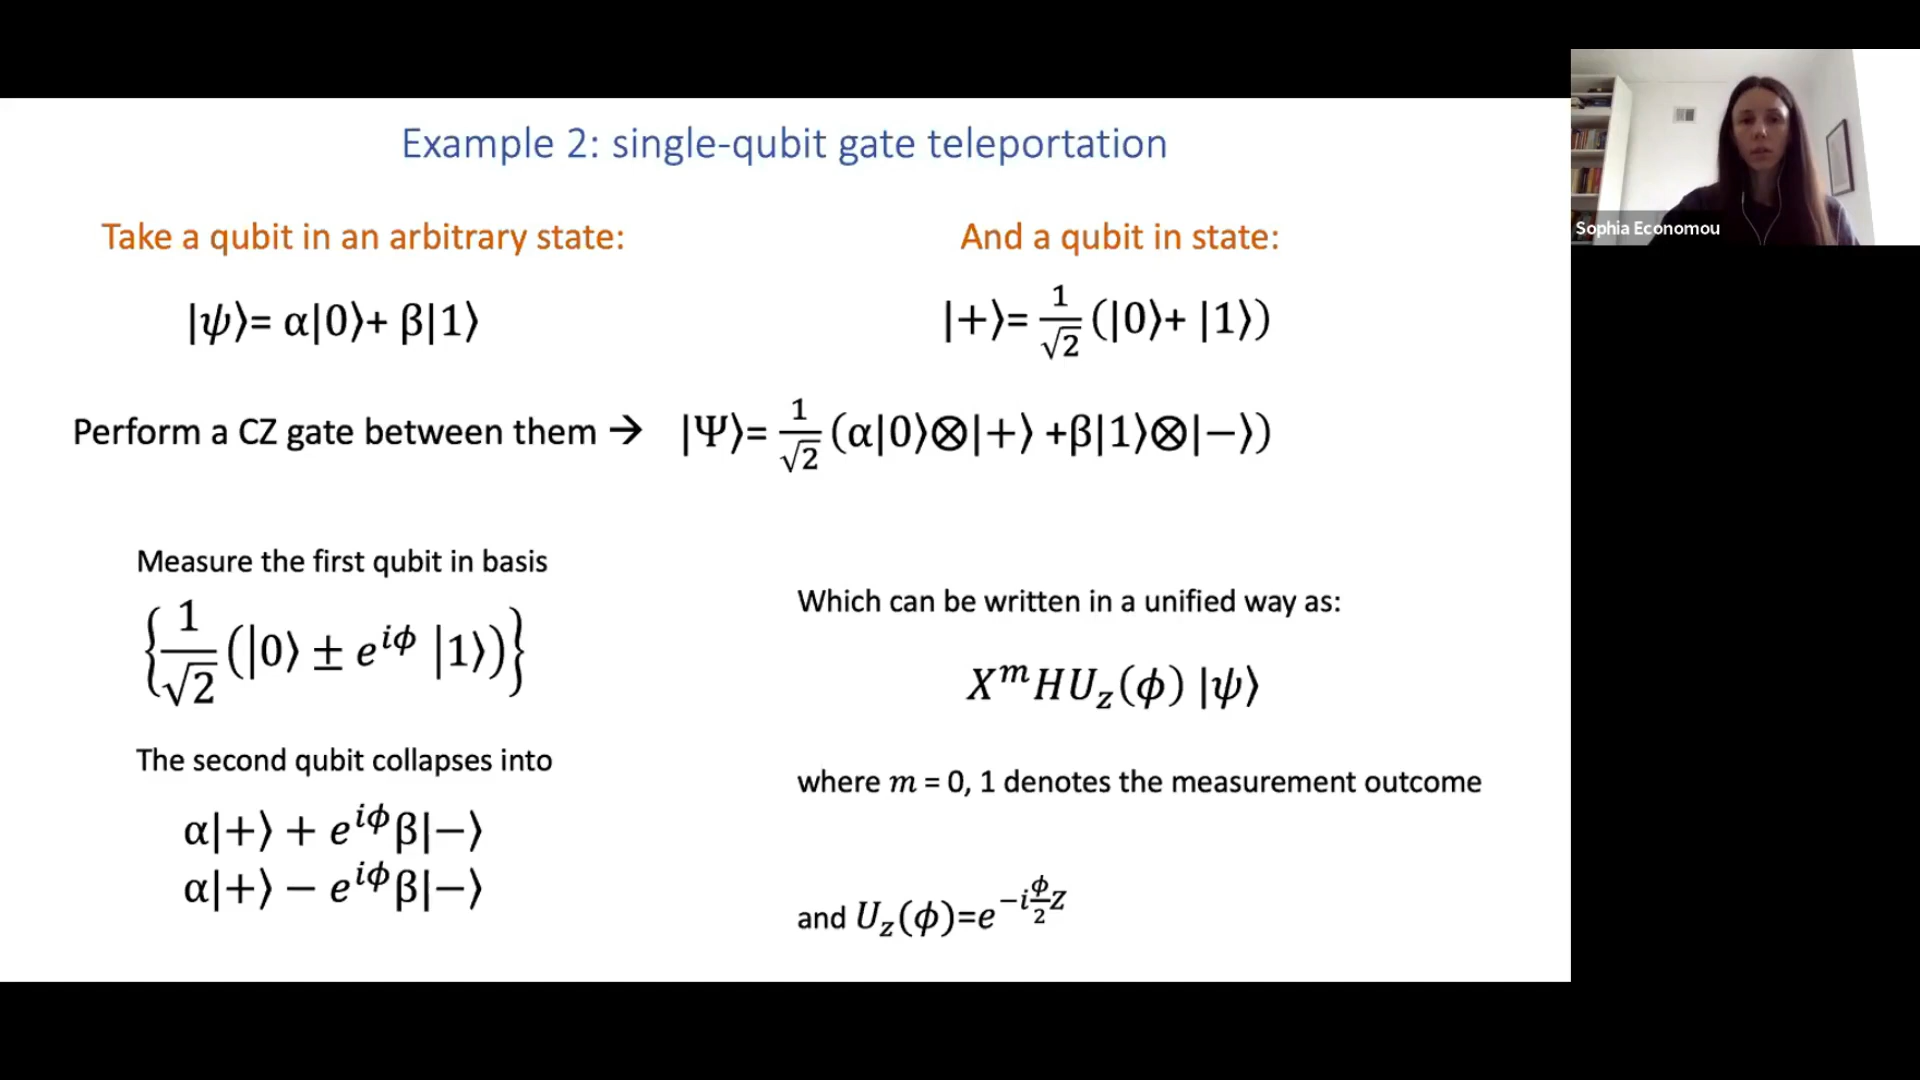 Example 2: single-qubit gate teleportation
Take a qubit in an arbitrary state:
|ψ⟩= α|0⟩+ β|1⟩
And a qubit in state:
|+⟩= 1/√2 (|0⟩+ |1⟩)
Perform a CZ gate between them → |Ψ⟩= 1/√2 (α|0⟩⊗|+⟩ +β|1⟩⊗|−⟩)
Measure the first qubit in basis
{1/√2 (|0⟩ ± e^{iϕ} |1⟩)}
The second qubit collapses into
α|+⟩ + e^{iϕ}β|−⟩
α|+⟩ − e^{iϕ}β|−⟩
Which can be written in a unified way as:
X^m H U_z(ϕ) |ψ⟩
where m = 0, 1 denotes the measurement outcome
and U_z(ϕ)=e^{−i ϕ/2 Z}
Sophia Economou